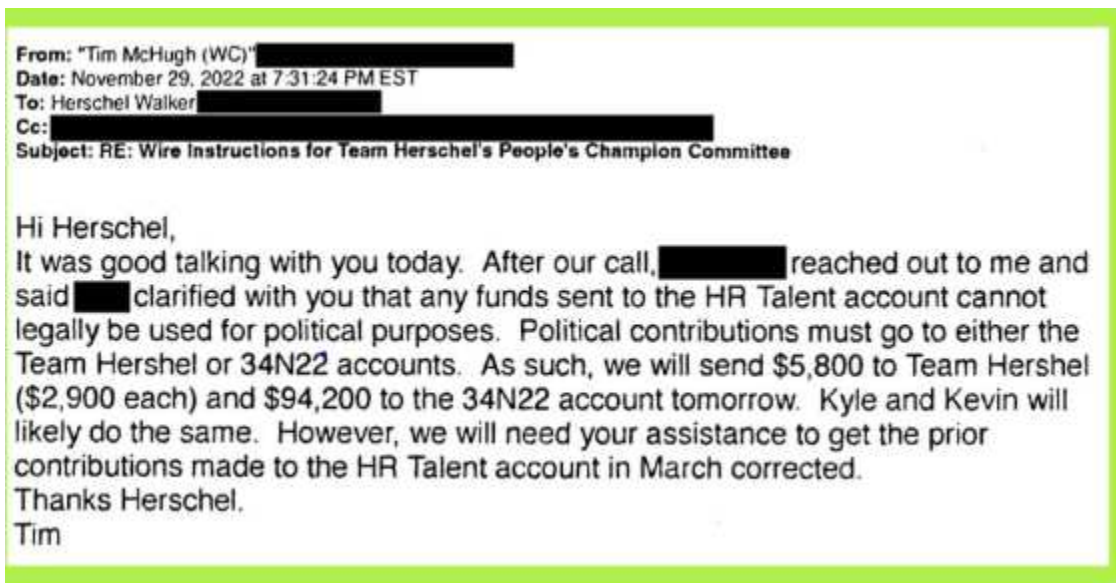 From: "Tim McHugh (WC)"
Date: November 29, 2022 at 7:31:24 PM EST
To: Herschel Walker
Cc:
Subject: RE: Wire Instructions for Team Herschel's People's Champion Committee
Hi Herschel,
It was good talking with you today. After our call, reached out to me and
said clarified with you that any funds sent to the HR Talent account cannot
legally be used for political purposes. Political contributions must go to either the
Team Hershel or 34N22 accounts. As such, we will send $5,800 to Team Hershel
($2,900 each) and $94,200 to the 34N22 account tomorrow. Kyle and Kevin will
likely do the same. However, we will need your assistance to get the prior
contributions made to the HR Talent account in March corrected.
Thanks Herschel.
Tim